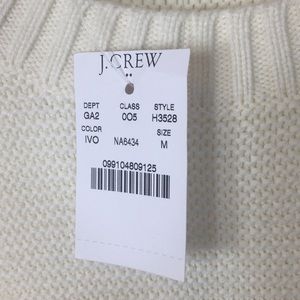 J.CREW
DEPT CLASS STYLE
GA2 005 H3528
COLOR SIZE
IVO NA6434 M
099104809125